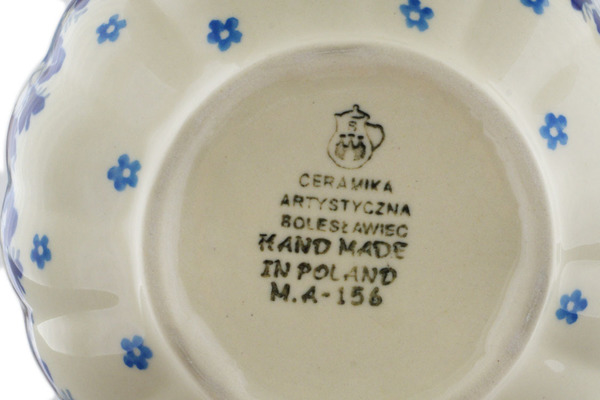 CERAMIKA
ARTYSTYCZNA
BOLESŁAWIEC
HAND MADE
IN POLAND
M.A-156